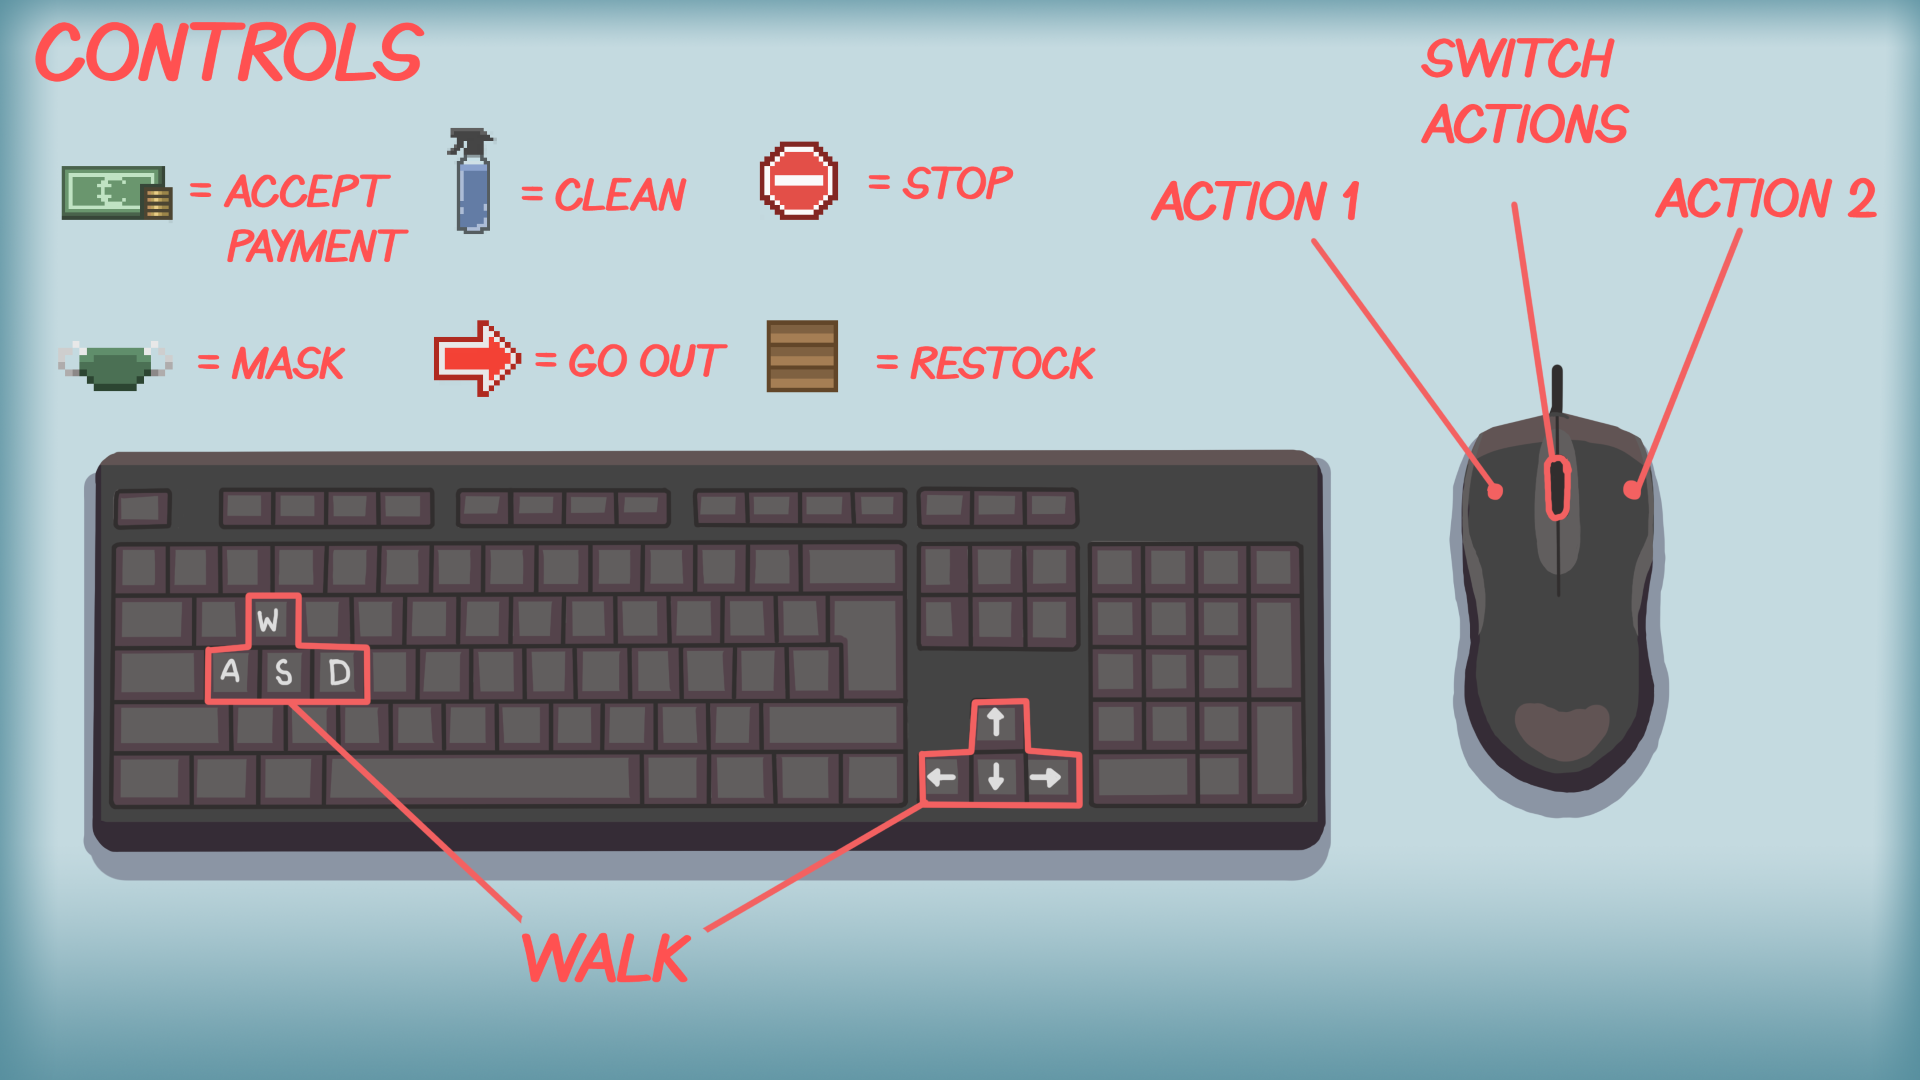 CONTROLS
SWITCH
ACTIONS
= ACCEPT
PAYMENT
= CLEAN
= STOP
ACTION 1
ACTION 2
= MASK
= GO OUT
= RESTOCK
W
A S D
↑
← ↓ →
WALK